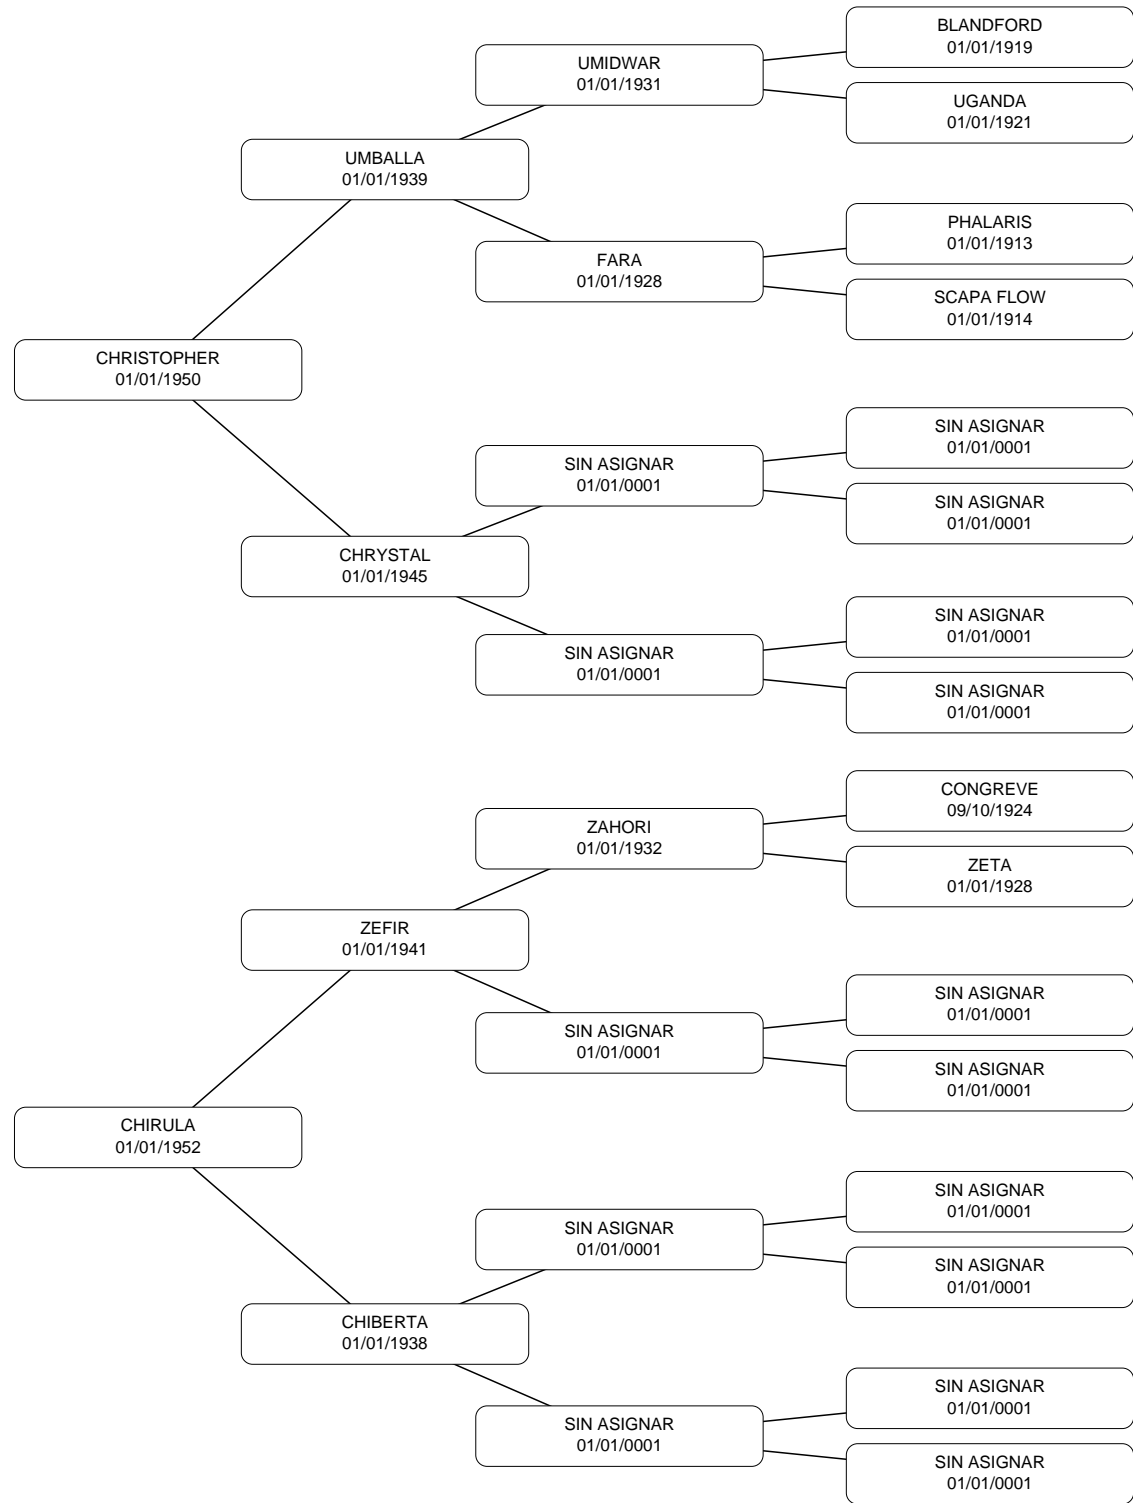 BLANDFORD
01/01/1919
UMIDWAR
01/01/1931
UGANDA
01/01/1921
UMBALLA
01/01/1939
PHALARIS
01/01/1913
FARA
01/01/1928
SCAPA FLOW
01/01/1914
CHRISTOPHER
01/01/1950
SIN ASIGNAR
01/01/0001
SIN ASIGNAR
01/01/0001
SIN ASIGNAR
01/01/0001
CHRYSTAL
01/01/1945
SIN ASIGNAR
01/01/0001
SIN ASIGNAR
01/01/0001
SIN ASIGNAR
01/01/0001
CONGREVE
09/10/1924
ZAHORI
01/01/1932
ZETA
01/01/1928
ZEFIR
01/01/1941
SIN ASIGNAR
01/01/0001
SIN ASIGNAR
01/01/0001
SIN ASIGNAR
01/01/0001
CHIRULA
01/01/1952
SIN ASIGNAR
01/01/0001
SIN ASIGNAR
01/01/0001
SIN ASIGNAR
01/01/0001
CHIBERTA
01/01/1938
SIN ASIGNAR
01/01/0001
SIN ASIGNAR
01/01/0001
SIN ASIGNAR
01/01/0001